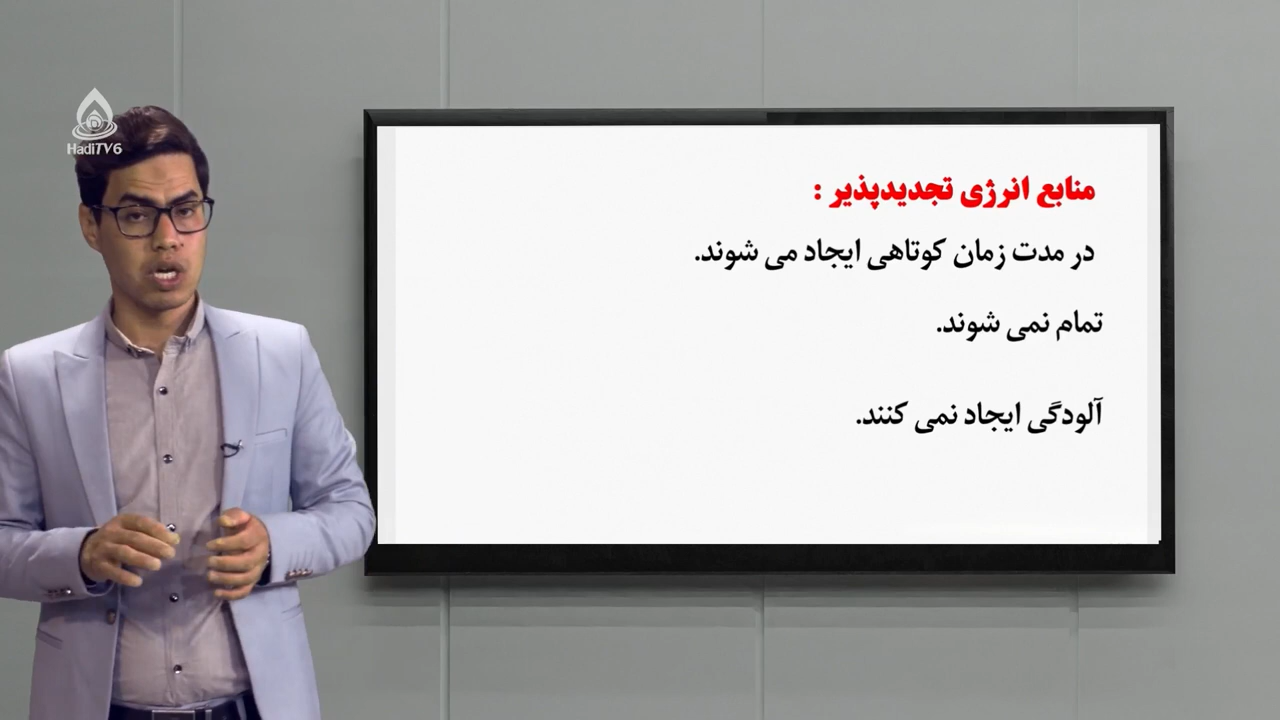 HadiTV6
منابع انرژی تجدیدپذیر :
در مدت زمان کوتاهی ایجاد می شوند.
تمام نمی شوند.
آلودگی ایجاد نمی کنند.